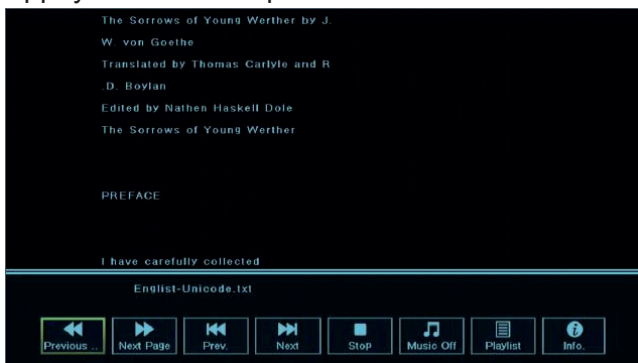 The Sorrows of Young Werther by J.
W. von Goethe
Translated by Thomas Carlyle and R
.D. Boylan
Edited by Nathen Haskell Dole
The Sorrows of Young Werther
PREFACE
I have carefully collected
Englist-Unicode.txt
Previous ..
Next Page
Prev.
Next
Stop
Music Off
Playlist
Info.